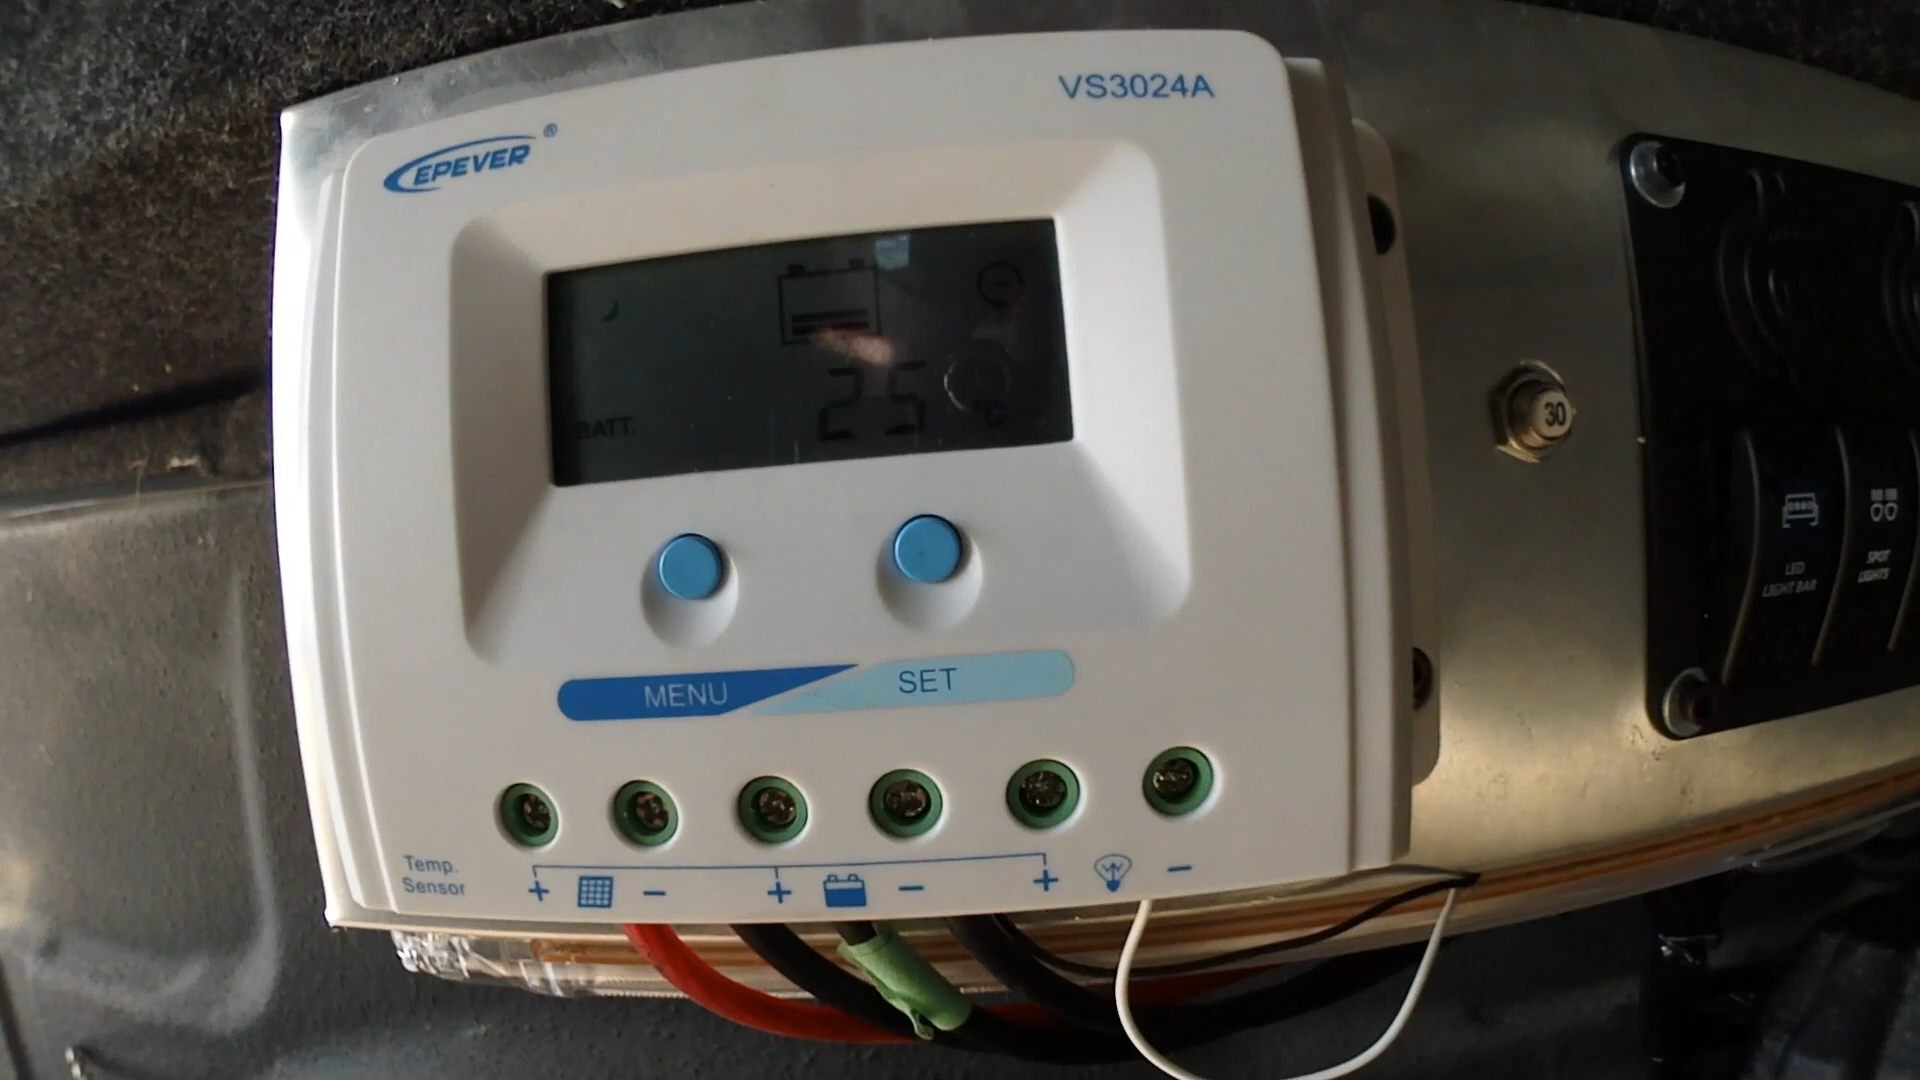 VS3024A
EPEVER®
25 °C
BATT.
30
MENU
SET
LED
LIGHT BAR
SPOT
LIGHTS
Temp.
Sensor
+ − + − + −